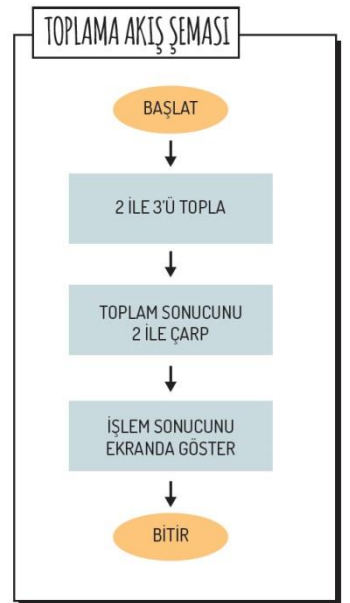 TOPLAMA AKIŞ ŞEMASI
BAŞLAT
2 İLE 3'Ü TOPLA
TOPLAM SONUCUNU
2 İLE ÇARP
İŞLEM SONUCUNU
EKRANDA GÖSTER
BİTİR